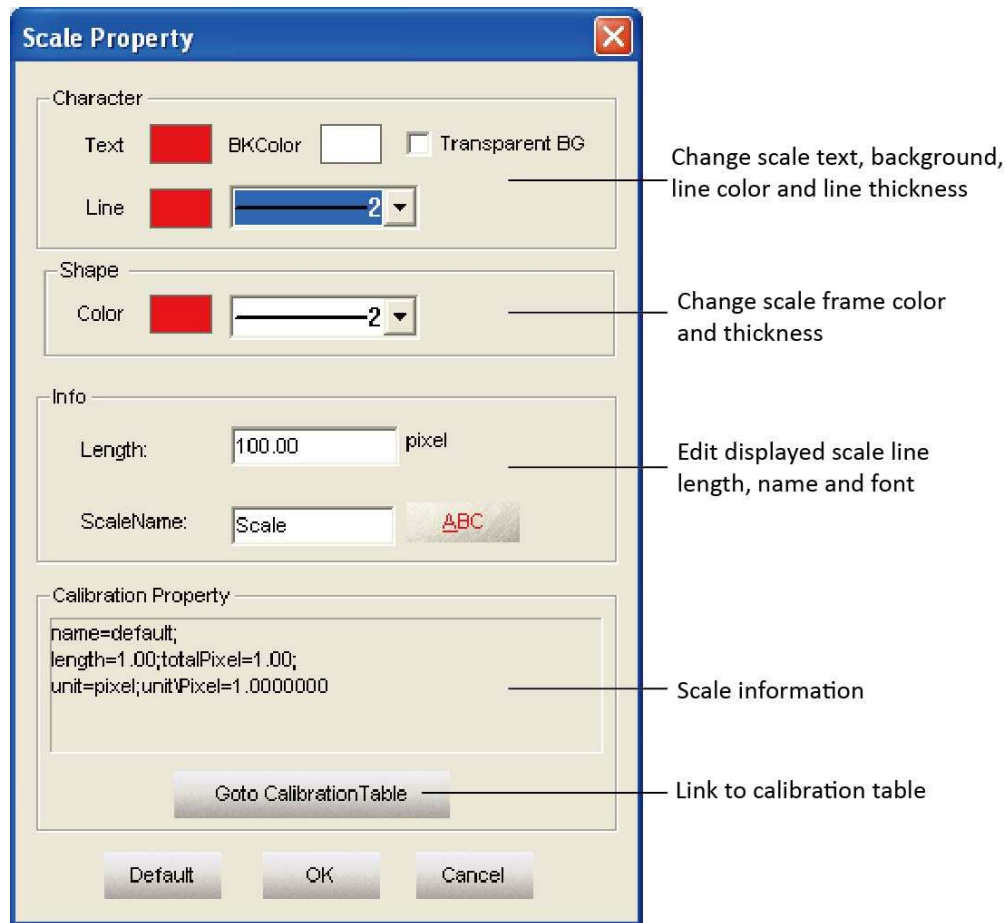 Scale Property
Character
Text BKColor Transparent BG
Line 2
Change scale text, background,
line color and line thickness
Shape
Color 2
Change scale frame color
and thickness
Info
Length: 100.00 pixel
ScaleName: Scale ABC
Edit displayed scale line
length, name and font
Calibration Property
name=default;
length=1.00;totalPixel=1.00;
unit=pixel;unit\Pixel=1.0000000
Scale information
Goto CalibrationTable
Link to calibration table
Default OK Cancel